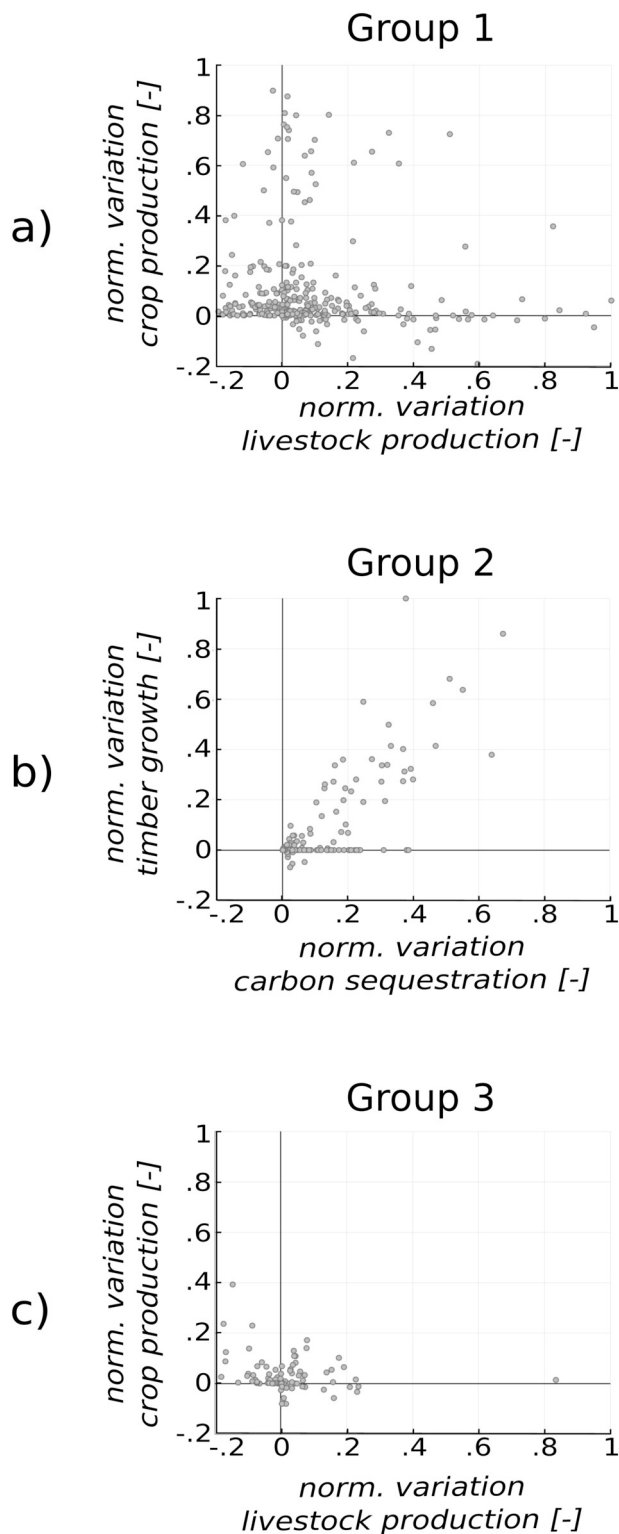 Group 1
a)
norm. variation
crop production [-]
1
.8
.6
.4
.2
0
-.2
-.2 0 .2 .4 .6 .8 1
norm. variation
livestock production [-]
Group 2
b)
norm. variation
timber growth [-]
1
.8
.6
.4
.2
0
-.2
-.2 0 .2 .4 .6 .8 1
norm. variation
carbon sequestration [-]
Group 3
c)
norm. variation
crop production [-]
1
.8
.6
.4
.2
0
-.2
-.2 0 .2 .4 .6 .8 1
norm. variation
livestock production [-]